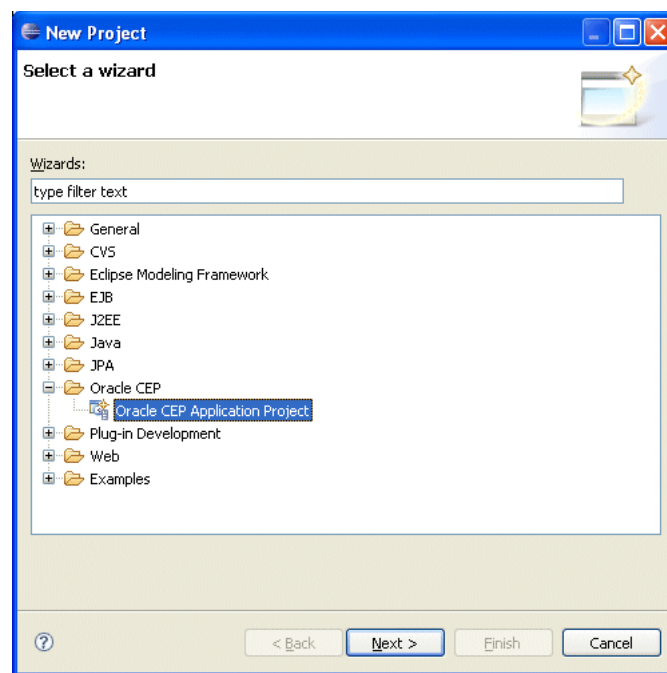 New Project
Select a wizard
Wizards:
type filter text
General
CVS
Eclipse Modeling Framework
EJB
J2EE
Java
JPA
Oracle CEP
Oracle CEP Application Project
Plug-in Development
Web
Examples
? < Back Next > Finish Cancel